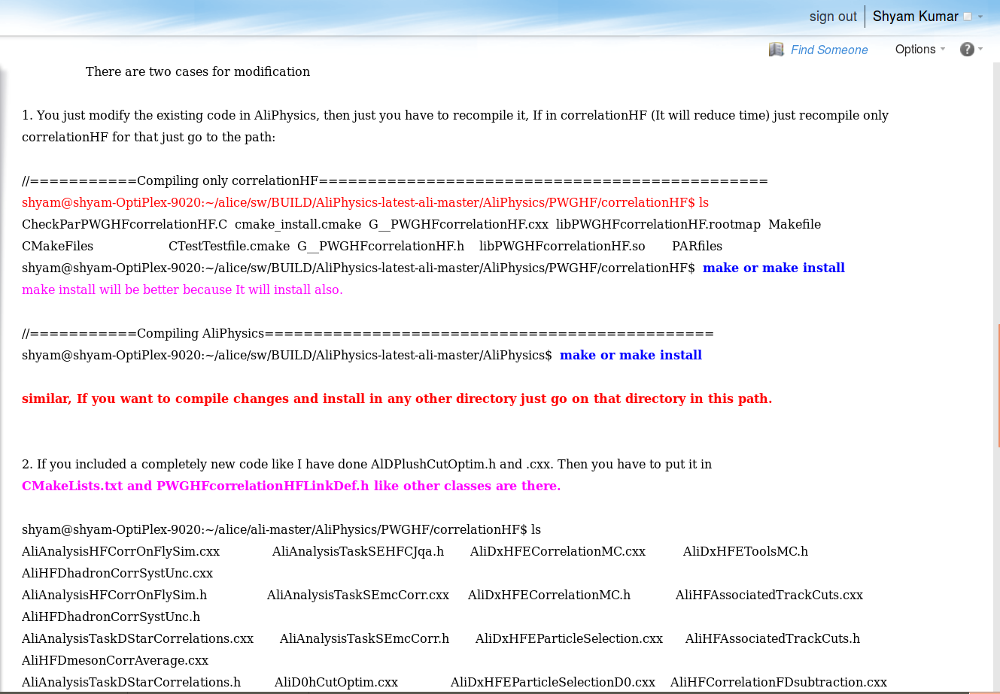 sign out Shyam Kumar
Find Someone Options ?
There are two cases for modification
1. You just modify the existing code in AliPhysics, then just you have to recompile it, If in correlationHF (It will reduce time) just recompile only
correlationHF for that just go to the path:
//===========Compiling only correlationHF==============================================
shyam@shyam-OptiPlex-9020:~/alice/sw/BUILD/AliPhysics-latest-ali-master/AliPhysics/PWGHF/correlationHF$ ls
CheckParPWGHFcorrelationHF.C cmake_install.cmake G__PWGHFcorrelationHF.cxx libPWGHFcorrelationHF.rootmap Makefile
CMakeFiles CTestTestfile.cmake G__PWGHFcorrelationHF.h libPWGHFcorrelationHF.so PARfiles
shyam@shyam-OptiPlex-9020:~/alice/sw/BUILD/AliPhysics-latest-ali-master/AliPhysics/PWGHF/correlationHF$ make or make install
make install will be better because It will install also.
//===========Compiling AliPhysics==============================================
shyam@shyam-OptiPlex-9020:~/alice/sw/BUILD/AliPhysics-latest-ali-master/AliPhysics$ make or make install
similar, If you want to compile changes and install in any other directory just go on that directory in this path.
2. If you included a completely new code like I have done AlDPlushCutOptim.h and .cxx. Then you have to put it in
CMakeLists.txt and PWGHFcorrelationHFLinkDef.h like other classes are there.
shyam@shyam-OptiPlex-9020:~/alice/ali-master/AliPhysics/PWGHF/correlationHF$ ls
AliAnalysisHFCorrOnFlySim.cxx AliAnalysisTaskSEHFCJqa.h AliDxHFECorrelationMC.cxx AliDxHFEToolsMC.h
AliHFDhadronCorrSystUnc.cxx
AliAnalysisHFCorrOnFlySim.h AliAnalysisTaskSEmcCorr.cxx AliDxHFECorrelationMC.h AliHFAssociatedTrackCuts.cxx
AliHFDhadronCorrSystUnc.h
AliAnalysisTaskDStarCorrelations.cxx AliAnalysisTaskSEmcCorr.h AliDxHFEParticleSelection.cxx AliHFAssociatedTrackCuts.h
AliHFDmesonCorrAverage.cxx
AliAnalysisTaskDStarCorrelations.h AliD0hCutOptim.cxx AliDxHFEParticleSelectionD0.cxx AliHFCorrelationFDsubtraction.cxx